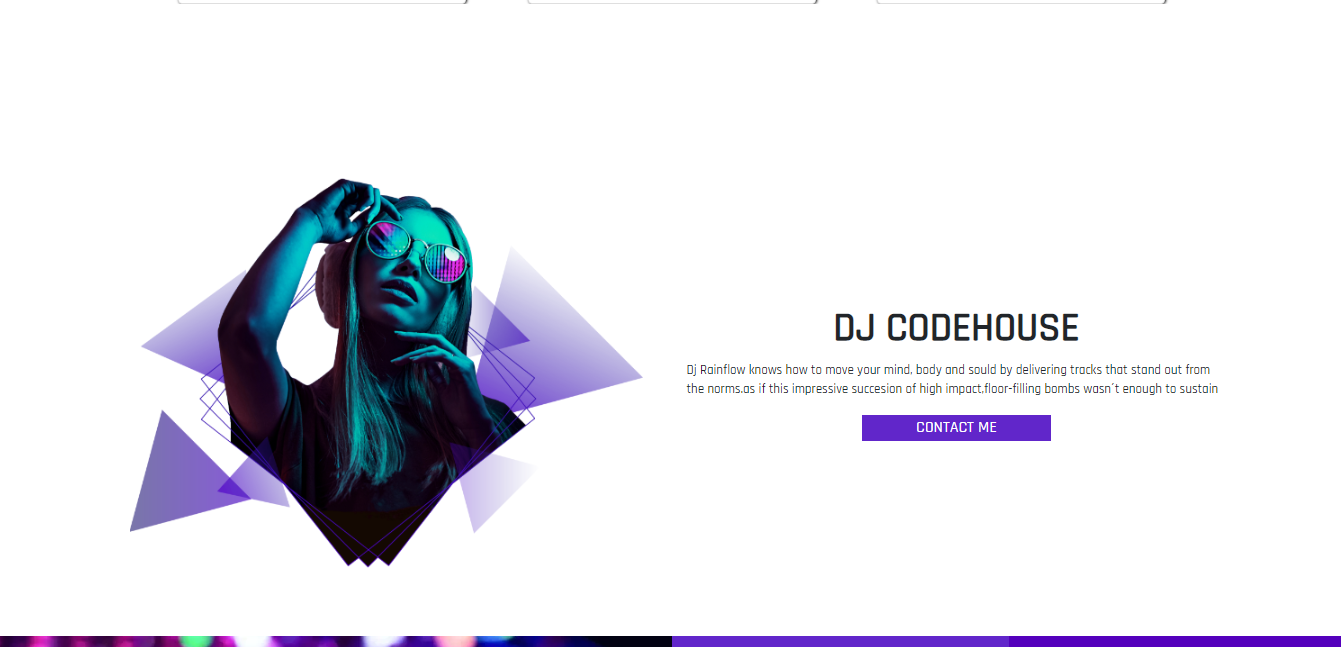 DJ CODEHOUSE
Dj Rainflow knows how to move your mind, body and sould by delivering tracks that stand out from
the norms.as if this impressive succesion of high impact,floor-filling bombs wasn´t enough to sustain
CONTACT ME